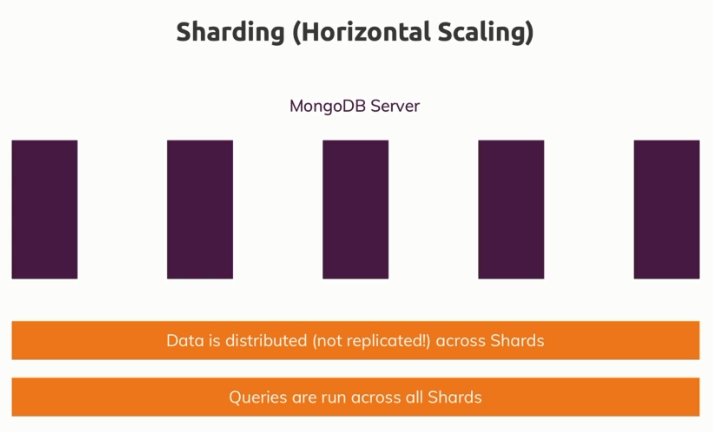 Sharding (Horizontal Scaling)
MongoDB Server
Data is distributed (not replicated!) across Shards
Queries are run across all Shards